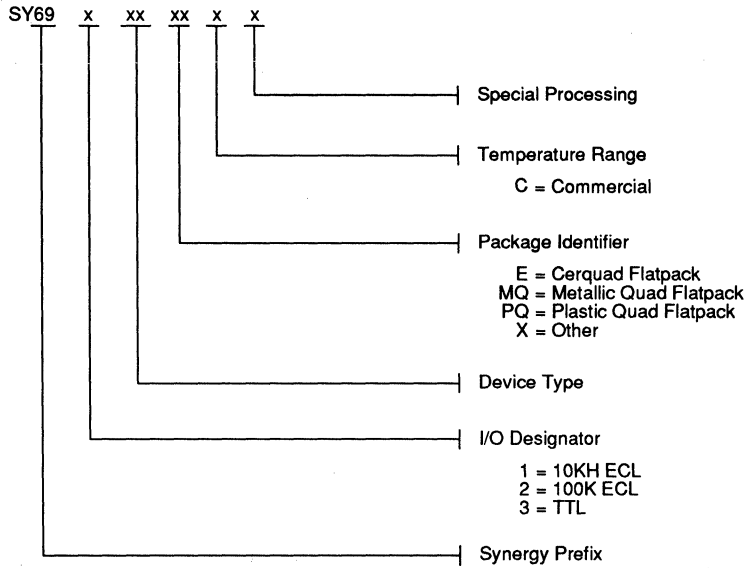 SY69 x xx xx x x
Special Processing
Temperature Range
C = Commercial
Package Identifier
E = Cerquad Flatpack
MQ = Metallic Quad Flatpack
PQ = Plastic Quad Flatpack
X = Other
Device Type
I/O Designator
1 = 10KH ECL
2 = 100K ECL
3 = TTL
Synergy Prefix